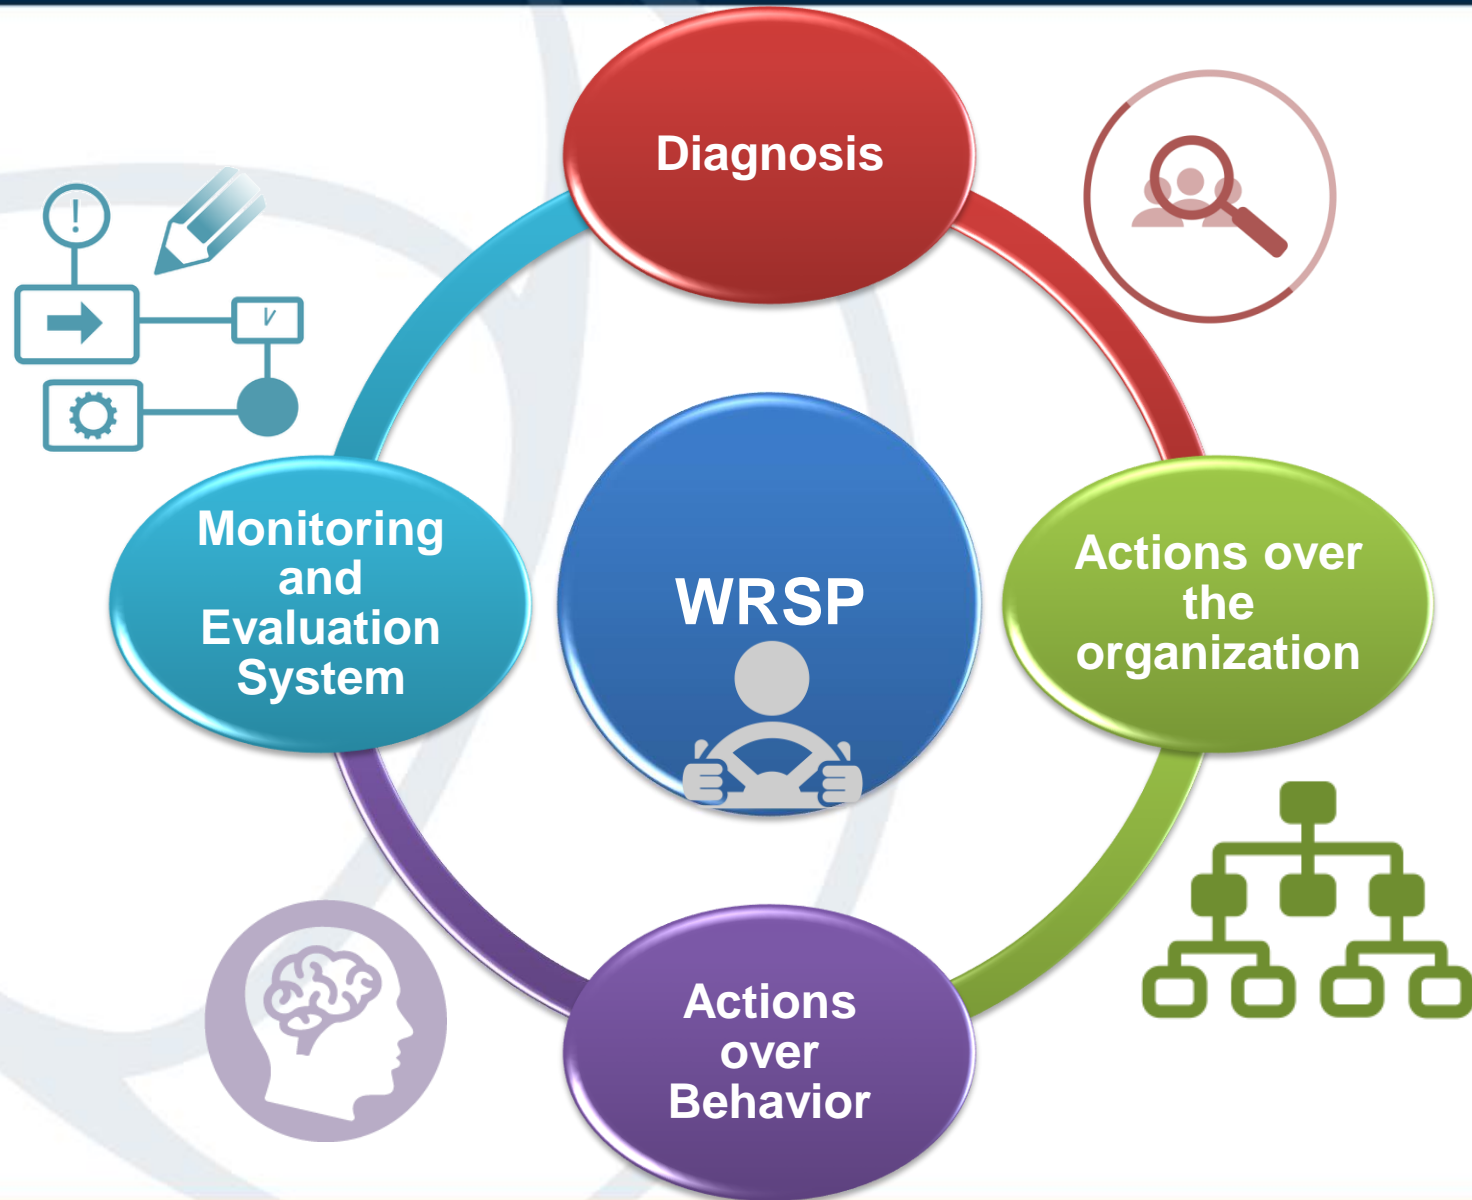 Diagnosis
!
V
Monitoring
and
Evaluation
System
WRSP
Actions over
the
organization
Actions
over
Behavior